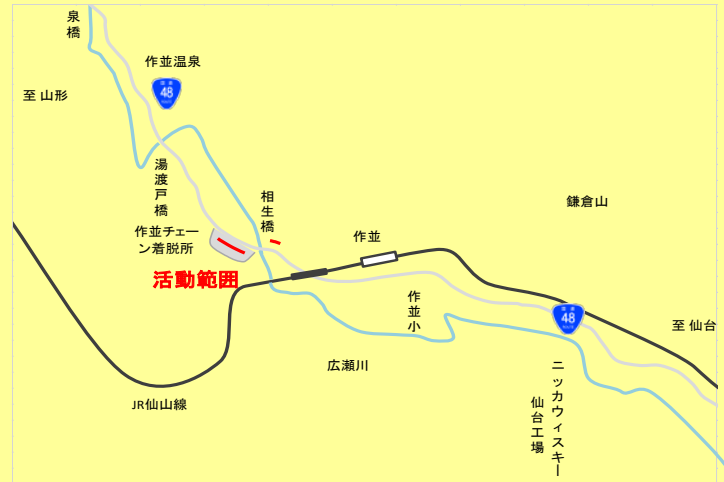 泉橋
作並温泉
48
至 山形
湯渡戸橋
相生橋
鎌倉山
作並チェー
ン着脱所
作並
活動範囲
作並小
48
至 仙台
広瀬川
ニッカウィスキー
仙台工場
JR仙山線